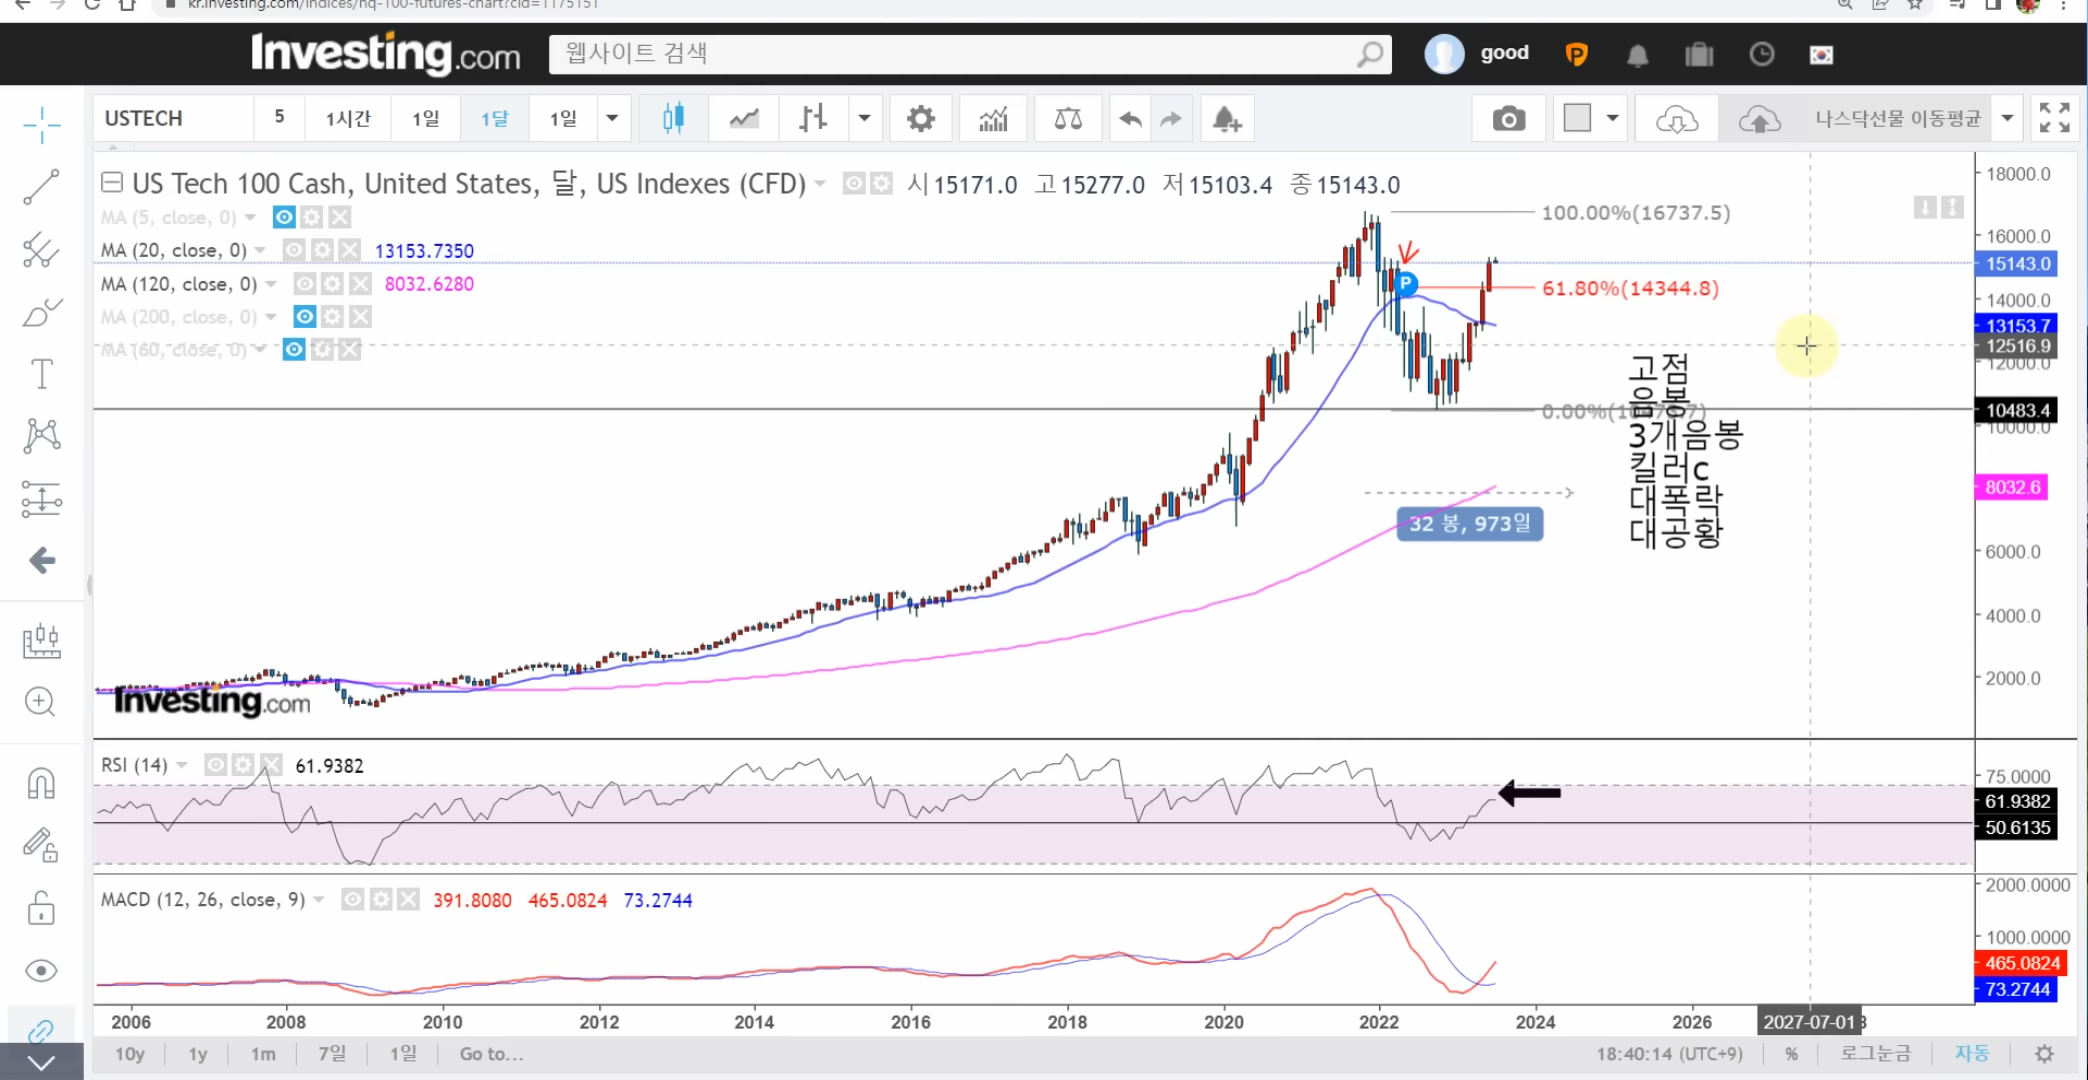 kr.investing.com/indices/nq-100-futures-chart?cid=1175151
Investing.com
웹사이트 검색
good
USTECH
5
1시간
1일
1달
1일
나스닥선물 이동평균
US Tech 100 Cash, United States, 달, US Indexes (CFD)
시 15171.0 고 15277.0 저 15103.4 종 15143.0
MA (5, close, 0)
MA (20, close, 0) 13153.7350
MA (120, close, 0) 8032.6280
MA (200, close, 0)
MA (60, close, 0)
100.00%(16737.5)
P
61.80%(14344.8)
고점
음봉
3개음봉
킬러c
대폭락
대공황
32 봉, 973일
18000.0
16000.0
15143.0
14000.0
13153.7
12516.9
12000.0
10483.4
10000.0
8032.6
6000.0
4000.0
2000.0
Investing.com
RSI (14) 61.9382
75.0000
61.9382
50.6135
MACD (12, 26, close, 9) 391.8080 465.0824 73.2744
2000.0000
1000.0000
465.0824
73.2744
2006 2008 2010 2012 2014 2016 2018 2020 2022 2024 2026 2027-07-01
10y 1y 1m 7일 1일 Go to...
18:40:14 (UTC+9) % 로그눈금 자동